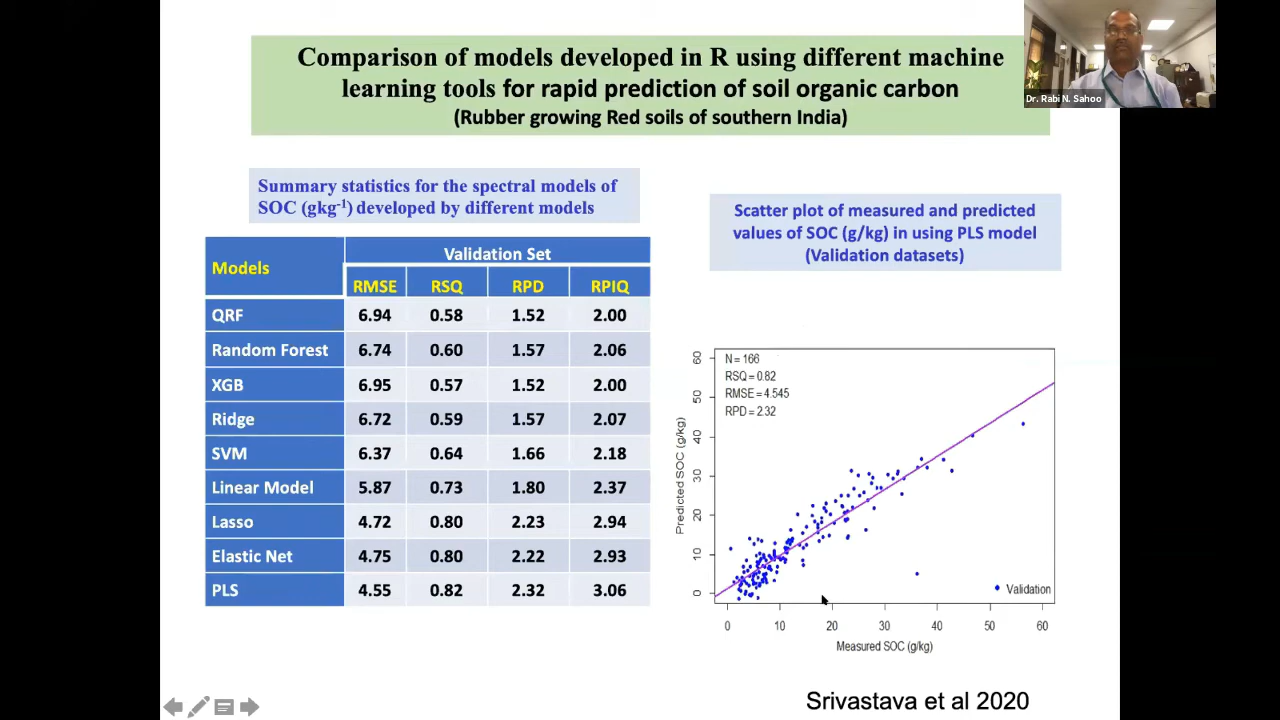 Comparison of models developed in R using different machine
learning tools for rapid prediction of soil organic carbon
(Rubber growing Red soils of southern India)
Dr. Rabi N. Sahoo
Summary statistics for the spectral models of
SOC (gkg-1) developed by different models
Models Validation Set
RMSE RSQ RPD RPIQ
QRF 6.94 0.58 1.52 2.00
Random Forest 6.74 0.60 1.57 2.06
XGB 6.95 0.57 1.52 2.00
Ridge 6.72 0.59 1.57 2.07
SVM 6.37 0.64 1.66 2.18
Linear Model 5.87 0.73 1.80 2.37
Lasso 4.72 0.80 2.23 2.94
Elastic Net 4.75 0.80 2.22 2.93
PLS 4.55 0.82 2.32 3.06
Scatter plot of measured and predicted
values of SOC (g/kg) in using PLS model
(Validation datasets)
N = 166
RSQ = 0.82
RMSE = 4.545
RPD = 2.32
Predicted SOC (g/kg)
60
50
40
30
20
10
0
Validation
0 10 20 30 40 50 60
Measured SOC (g/kg)
Srivastava et al 2020